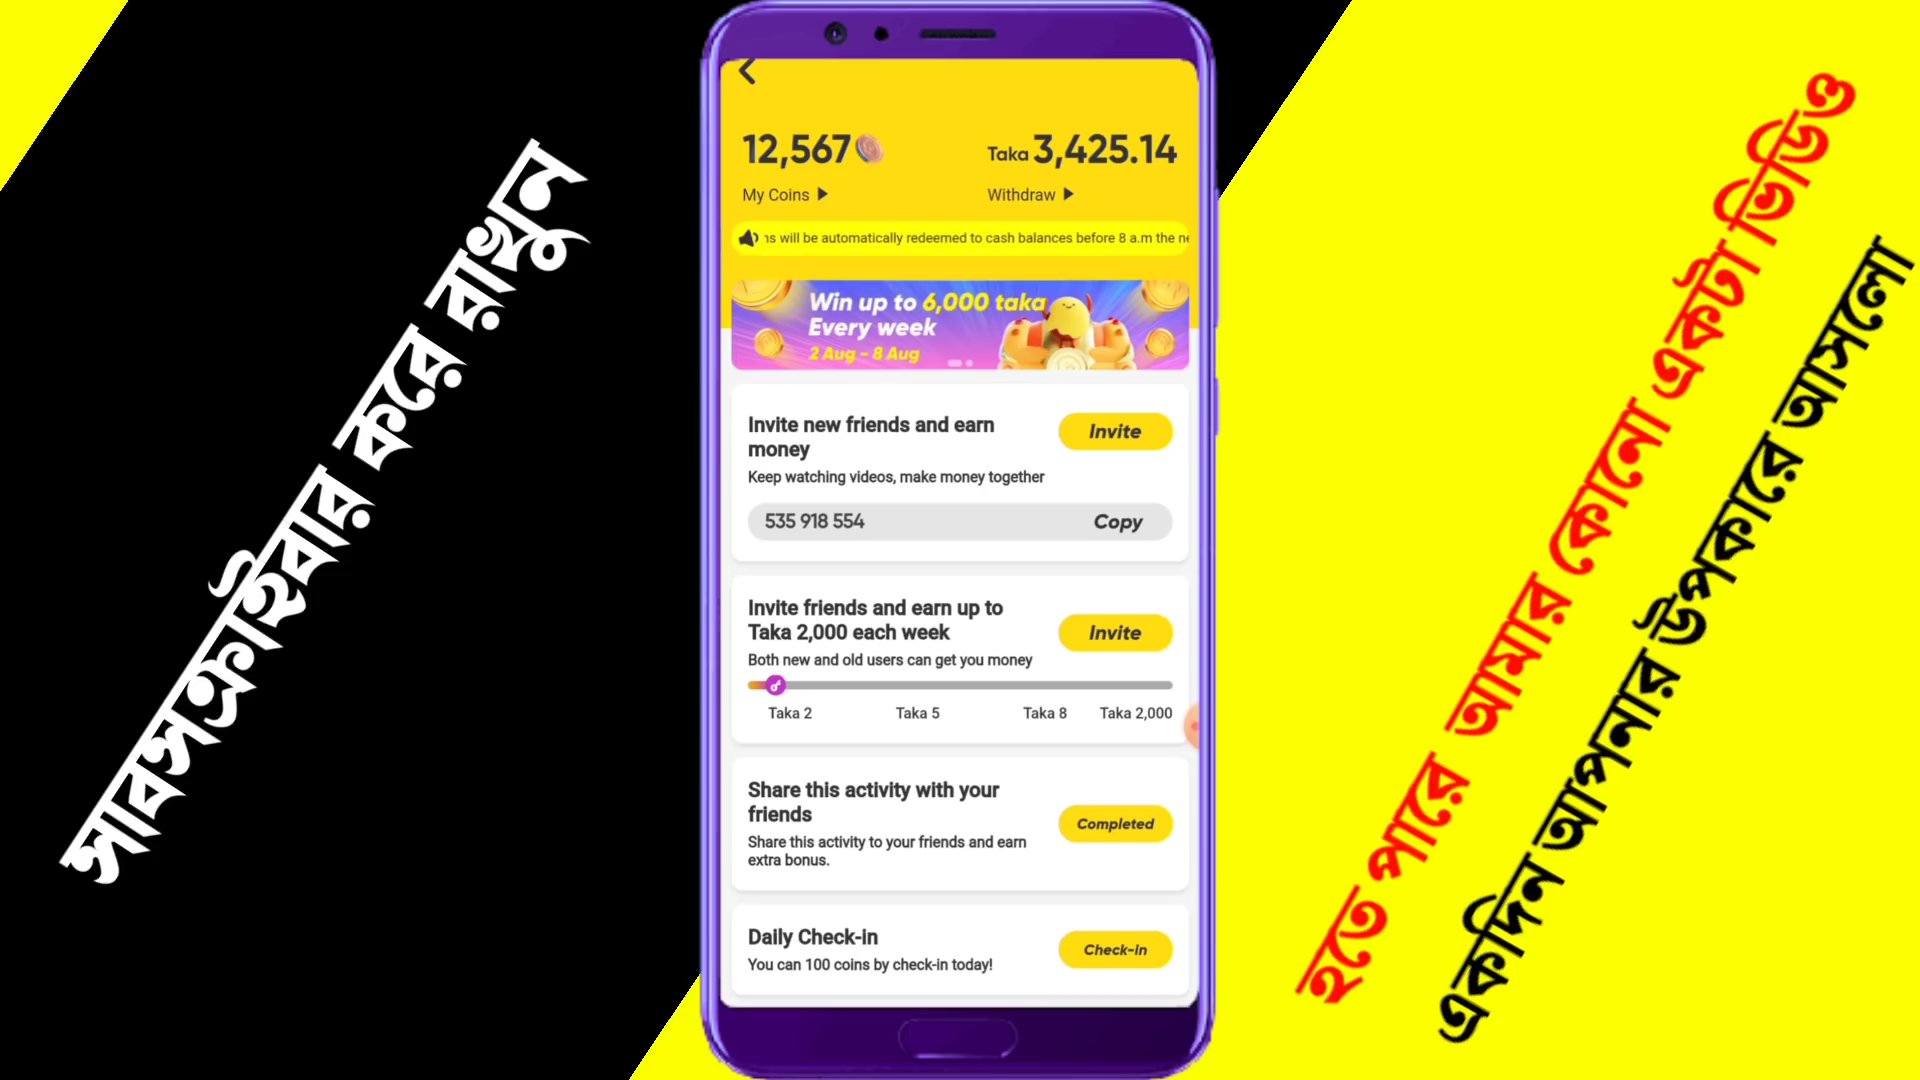 সাবসস্ক্রাইবার করে রাখুন
12,567
Taka 3,425.14
My Coins
Withdraw
ns will be automatically redeemed to cash balances before 8 a.m the ne
Win up to 6,000 taka
Every week
2 Aug - 8 Aug
Invite new friends and earn money
Invite
Keep watching videos, make money together
535 918 554
Copy
Invite friends and earn up to
Taka 2,000 each week
Invite
Both new and old users can get you money
Taka 2
Taka 5
Taka 8
Taka 2,000
Share this activity with your
friends
Completed
Share this activity to your friends and earn
extra bonus.
Daily Check-in
Check-in
You can 100 coins by check-in today!
হতে পারে আমার কোনো একটা ভিডিও
একদিন আপনার উপকারে আসলো